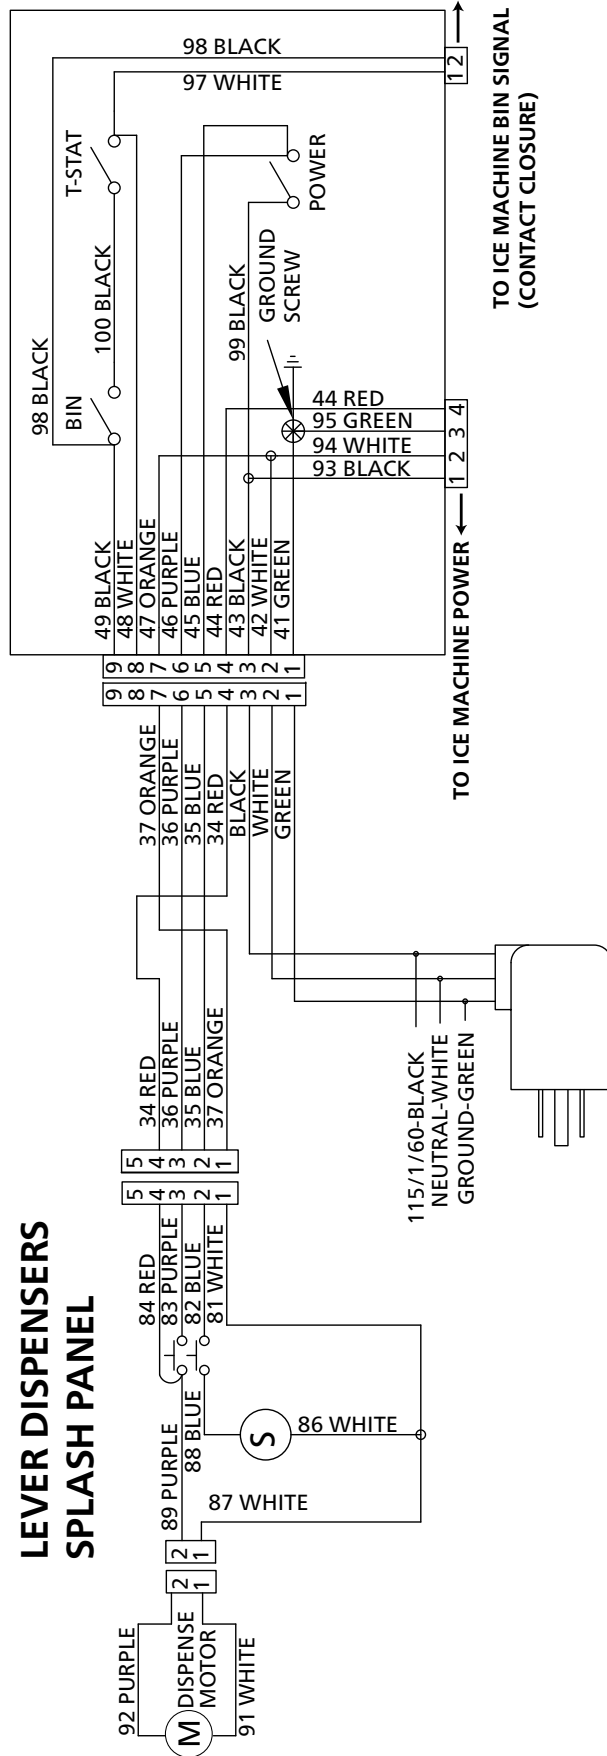 LEVER DISPENSERS
SPLASH PANEL
92 PURPLE
M
DISPENSE
MOTOR
91 WHITE
2
1
2
1
89 PURPLE
88 BLUE
87 WHITE
S
86 WHITE
84 RED
83 PURPLE
82 BLUE
81 WHITE
5
4
3
2
1
5
4
3
2
1
34 RED
36 PURPLE
35 BLUE
37 ORANGE
115/1/60-BLACK
NEUTRAL-WHITE
GROUND-GREEN
37 ORANGE
36 PURPLE
35 BLUE
34 RED
BLACK
WHITE
GREEN
9
8
7
6
5
4
3
2
1
9
8
7
6
5
4
3
2
1
49 BLACK
48 WHITE
47 ORANGE
46 PURPLE
45 BLUE
44 RED
43 BLACK
42 WHITE
41 GREEN
98 BLACK
BIN
100 BLACK
T-STAT
98 BLACK
97 WHITE
99 BLACK
GROUND
SCREW
POWER
44 RED
95 GREEN
94 WHITE
93 BLACK
1 2 3 4
TO ICE MACHINE POWER
1 2
TO ICE MACHINE BIN SIGNAL
(CONTACT CLOSURE)